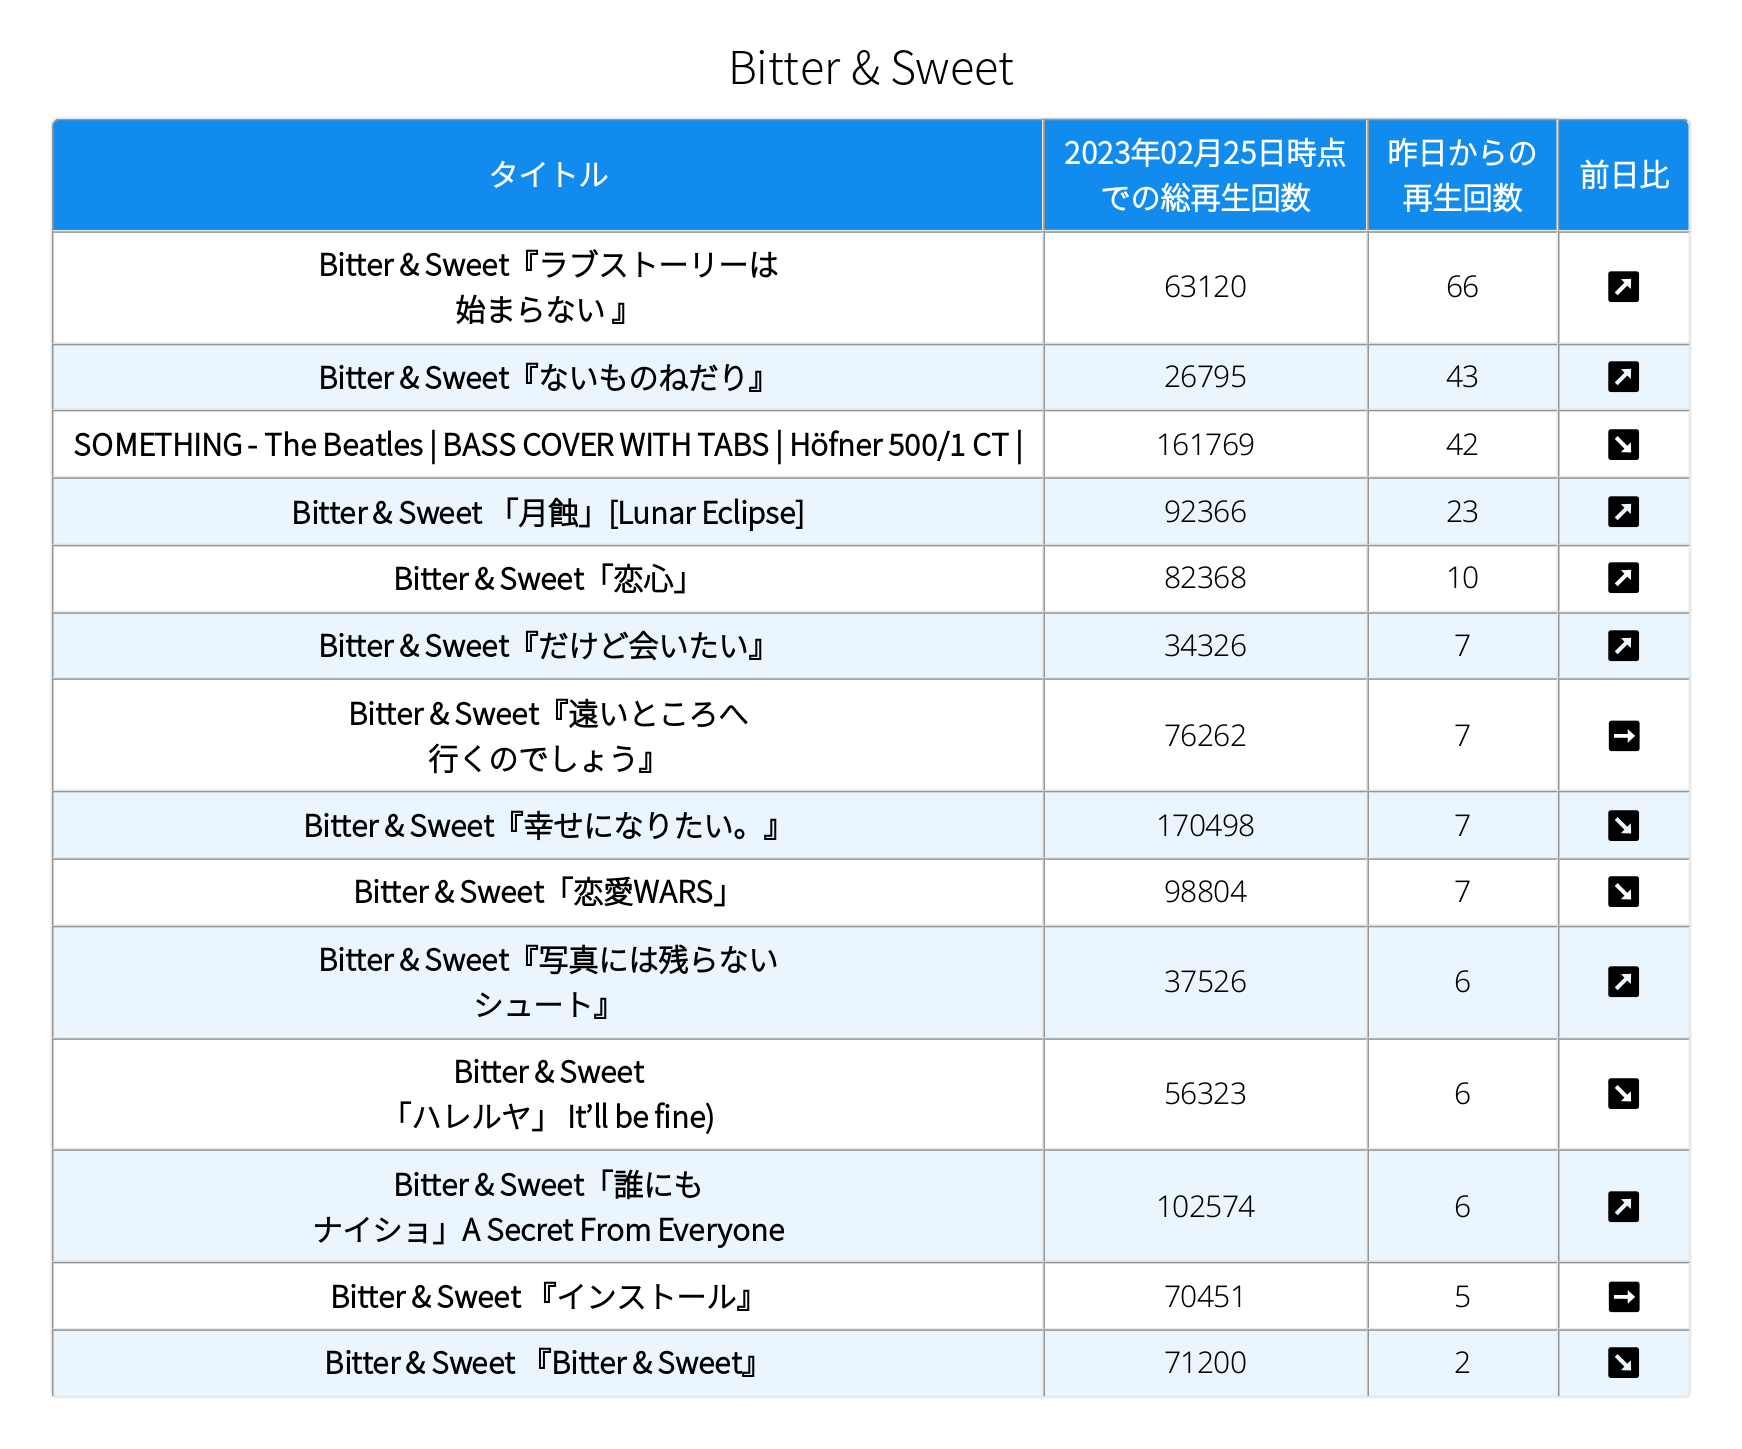 Bitter & Sweet
タイトル 2023年02月25日時点
での総再生回数 昨日からの
再生回数 前日比
Bitter & Sweet『ラブストーリーは
始まらない 』 63120 66 ↗
Bitter & Sweet『ないものねだり』 26795 43 ↗
SOMETHING - The Beatles | BASS COVER WITH TABS | Höfner 500/1 CT | 161769 42 ↘
Bitter & Sweet 「月蝕」[Lunar Eclipse] 92366 23 ↗
Bitter & Sweet「恋心」 82368 10 ↗
Bitter & Sweet『だけど会いたい』 34326 7 ↗
Bitter & Sweet『遠いところへ
行くのでしょう』 76262 7 →
Bitter & Sweet『幸せになりたい。』 170498 7 ↘
Bitter & Sweet「恋愛WARS」 98804 7 ↘
Bitter & Sweet『写真には残らない
シュート』 37526 6 ↗
Bitter & Sweet
「ハレルヤ」 It’ll be fine) 56323 6 ↘
Bitter & Sweet「誰にも
ナイショ」A Secret From Everyone 102574 6 ↗
Bitter & Sweet 『インストール』 70451 5 →
Bitter & Sweet 『Bitter & Sweet』 71200 2 ↘